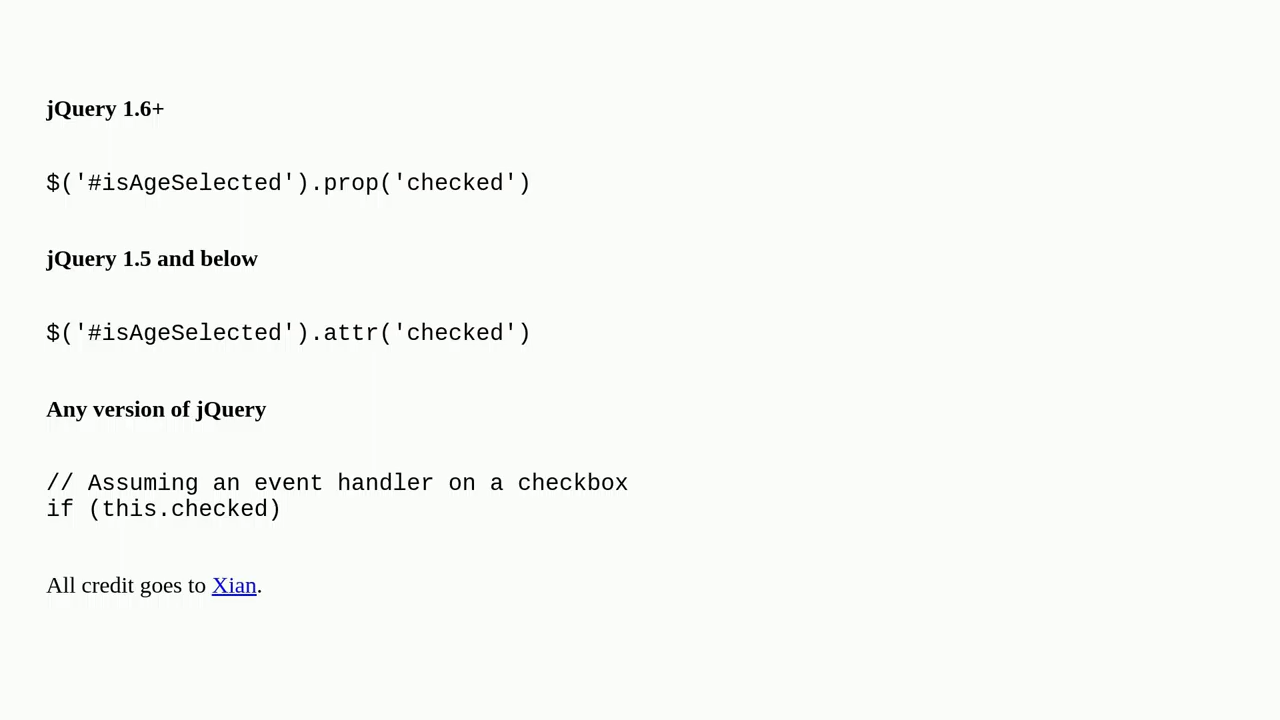 jQuery 1.6+
$('#isAgeSelected').prop('checked')
jQuery 1.5 and below
$('#isAgeSelected').attr('checked')
Any version of jQuery
// Assuming an event handler on a checkbox
if (this.checked)
All credit goes to Xian.